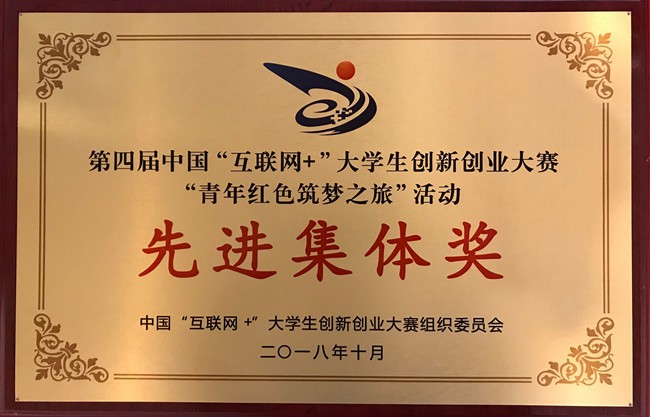 第四届中国“互联网+”大学生创新创业大赛
“青年红色筑梦之旅”活动
先进集体奖
中国“互联网+”大学生创新创业大赛组织委员会
二〇一八年十月